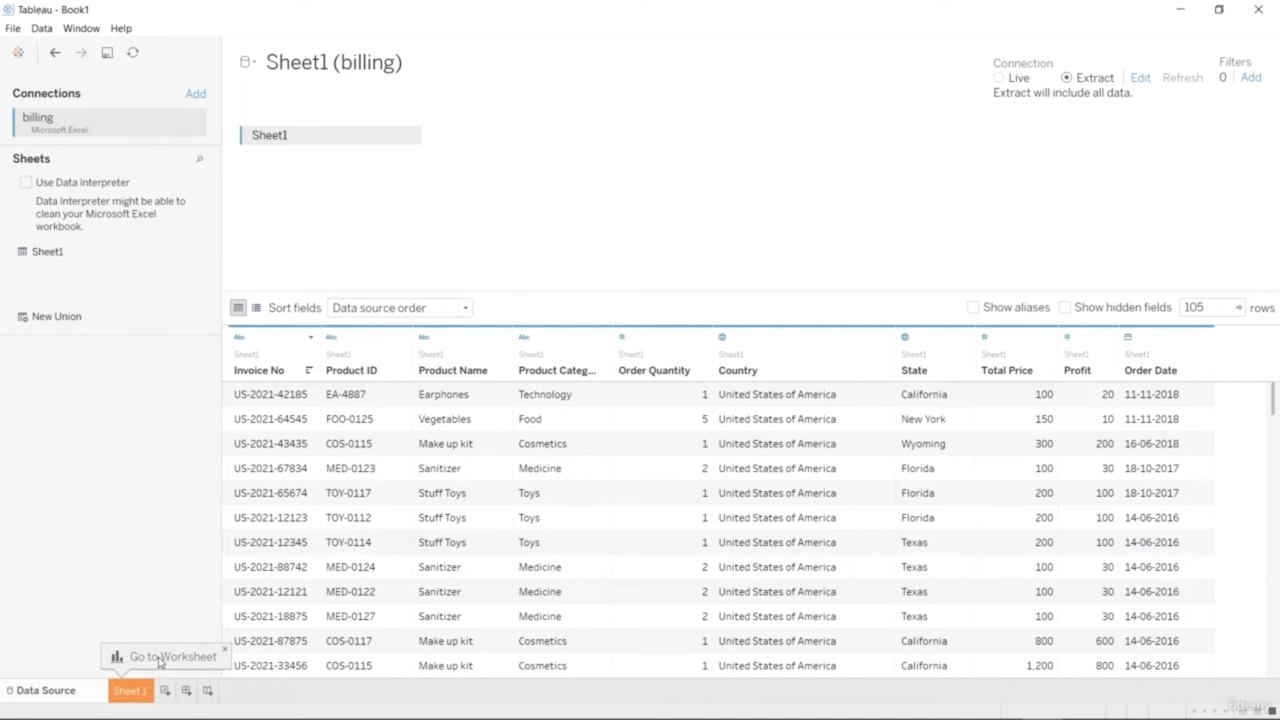 Tableau - Book1
File Data Window Help
Connections Add
billing
Microsoft Excel
Sheets
Use Data Interpreter
Data Interpreter might be able to
clean your Microsoft Excel
workbook.
Sheet1
New Union
Sheet1 (billing)
Connection
Live Extract Edit Refresh
Extract will include all data.
Filters
0 Add
Sheet1
Sort fields Data source order Show aliases Show hidden fields 105 rows
Abc Abc Abc Abc # # #
Sheet1 Sheet1 Sheet1 Sheet1 Sheet1 Sheet1 Sheet1 Sheet1 Sheet1 Sheet1
Invoice No Product ID Product Name Product Categ... Order Quantity Country State Total Price Profit Order Date
US-2021-42185 EA-4887 Earphones Technology 1 United States of America California 100 20 11-11-2018
US-2021-64545 FOO-0125 Vegetables Food 5 United States of America New York 150 10 11-11-2018
US-2021-43435 COS-0115 Make up kit Cosmetics 1 United States of America Wyoming 300 200 16-06-2018
US-2021-67834 MED-0123 Sanitizer Medicine 2 United States of America Florida 100 30 18-10-2017
US-2021-65674 TOY-0117 Stuff Toys Toys 1 United States of America Florida 200 100 18-10-2017
US-2021-12123 TOY-0112 Stuff Toys Toys 1 United States of America Florida 200 100 14-06-2016
US-2021-12345 TOY-0114 Stuff Toys Toys 1 United States of America Texas 200 100 14-06-2016
US-2021-88742 MED-0124 Sanitizer Medicine 2 United States of America Texas 100 30 14-06-2016
US-2021-12121 MED-0122 Sanitizer Medicine 2 United States of America Texas 100 30 14-06-2016
US-2021-18875 MED-0127 Sanitizer Medicine 2 United States of America Texas 100 30 14-06-2016
US-2021-87875 COS-0117 Make up kit Cosmetics 1 United States of America California 800 600 14-06-2016
US-2021-33456 COS-0115 Make up kit Cosmetics 1 United States of America California 1,200 800 14-06-2016
Go to Worksheet
Data Source Sheet 1
ûdemy